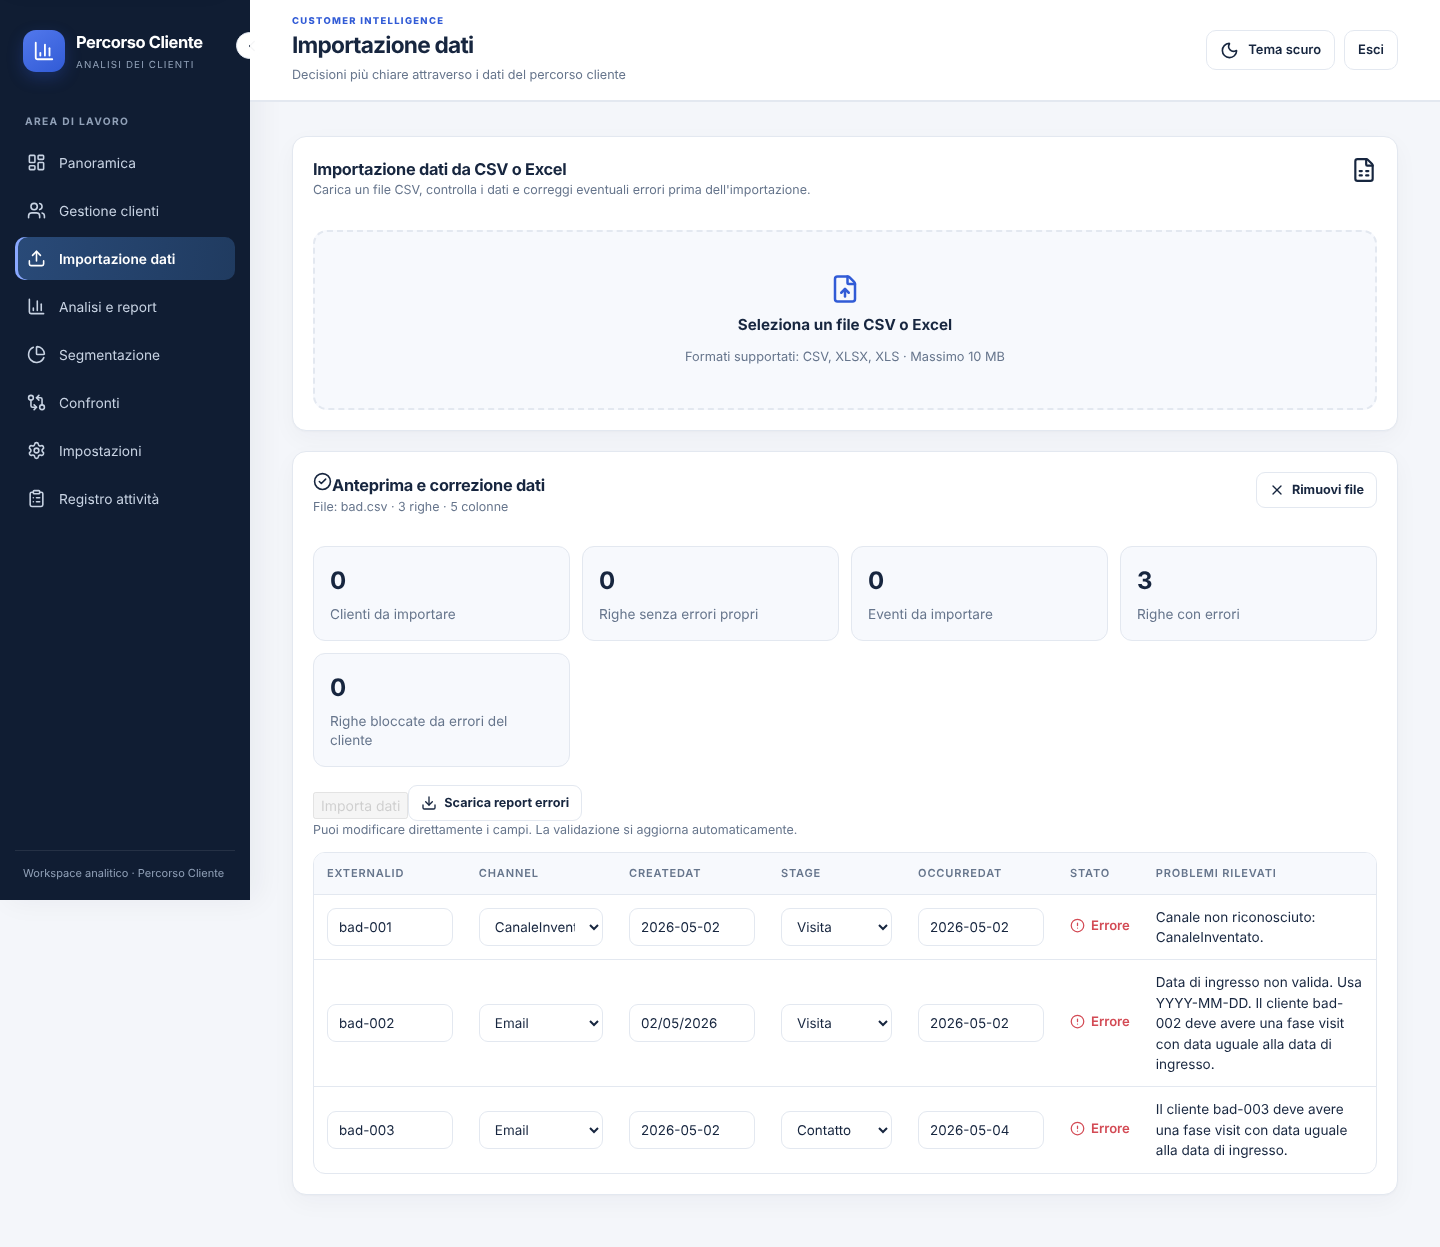 Percorso Cliente
ANALISI DEI CLIENTI
AREA DI LAVORO
Panoramica
Gestione clienti
Importazione dati
Analisi e report
Segmentazione
Confronti
Impostazioni
Registro attività
Workspace analitico · Percorso Cliente
CUSTOMER INTELLIGENCE
Importazione dati
Decisioni più chiare attraverso i dati del percorso cliente
Tema scuro
Esci
Importazione dati da CSV o Excel
Carica un file CSV, controlla i dati e correggi eventuali errori prima dell'importazione.
Seleziona un file CSV o Excel
Formati supportati: CSV, XLSX, XLS · Massimo 10 MB
Anteprima e correzione dati
File: bad.csv · 3 righe · 5 colonne
Rimuovi file
0
Clienti da importare
0
Righe senza errori propri
0
Eventi da importare
3
Righe con errori
0
Righe bloccate da errori del
cliente
Importa dati
Scarica report errori
Puoi modificare direttamente i campi. La validazione si aggiorna automaticamente.
EXTERNALID CHANNEL CREATEDAT STAGE OCCURREDAT STATO PROBLEMI RILEVATI
bad-001 CanaleInvent 2026-05-02 Visita 2026-05-02 Errore
Canale non riconosciuto:
CanaleInventato.
bad-002 Email 02/05/2026 Visita 2026-05-02 Errore
Data di ingresso non valida. Usa
YYYY-MM-DD. Il cliente bad-
002 deve avere una fase visit
con data uguale alla data di
ingresso.
bad-003 Email 2026-05-02 Contatto 2026-05-04 Errore
Il cliente bad-003 deve avere
una fase visit con data uguale
alla data di ingresso.